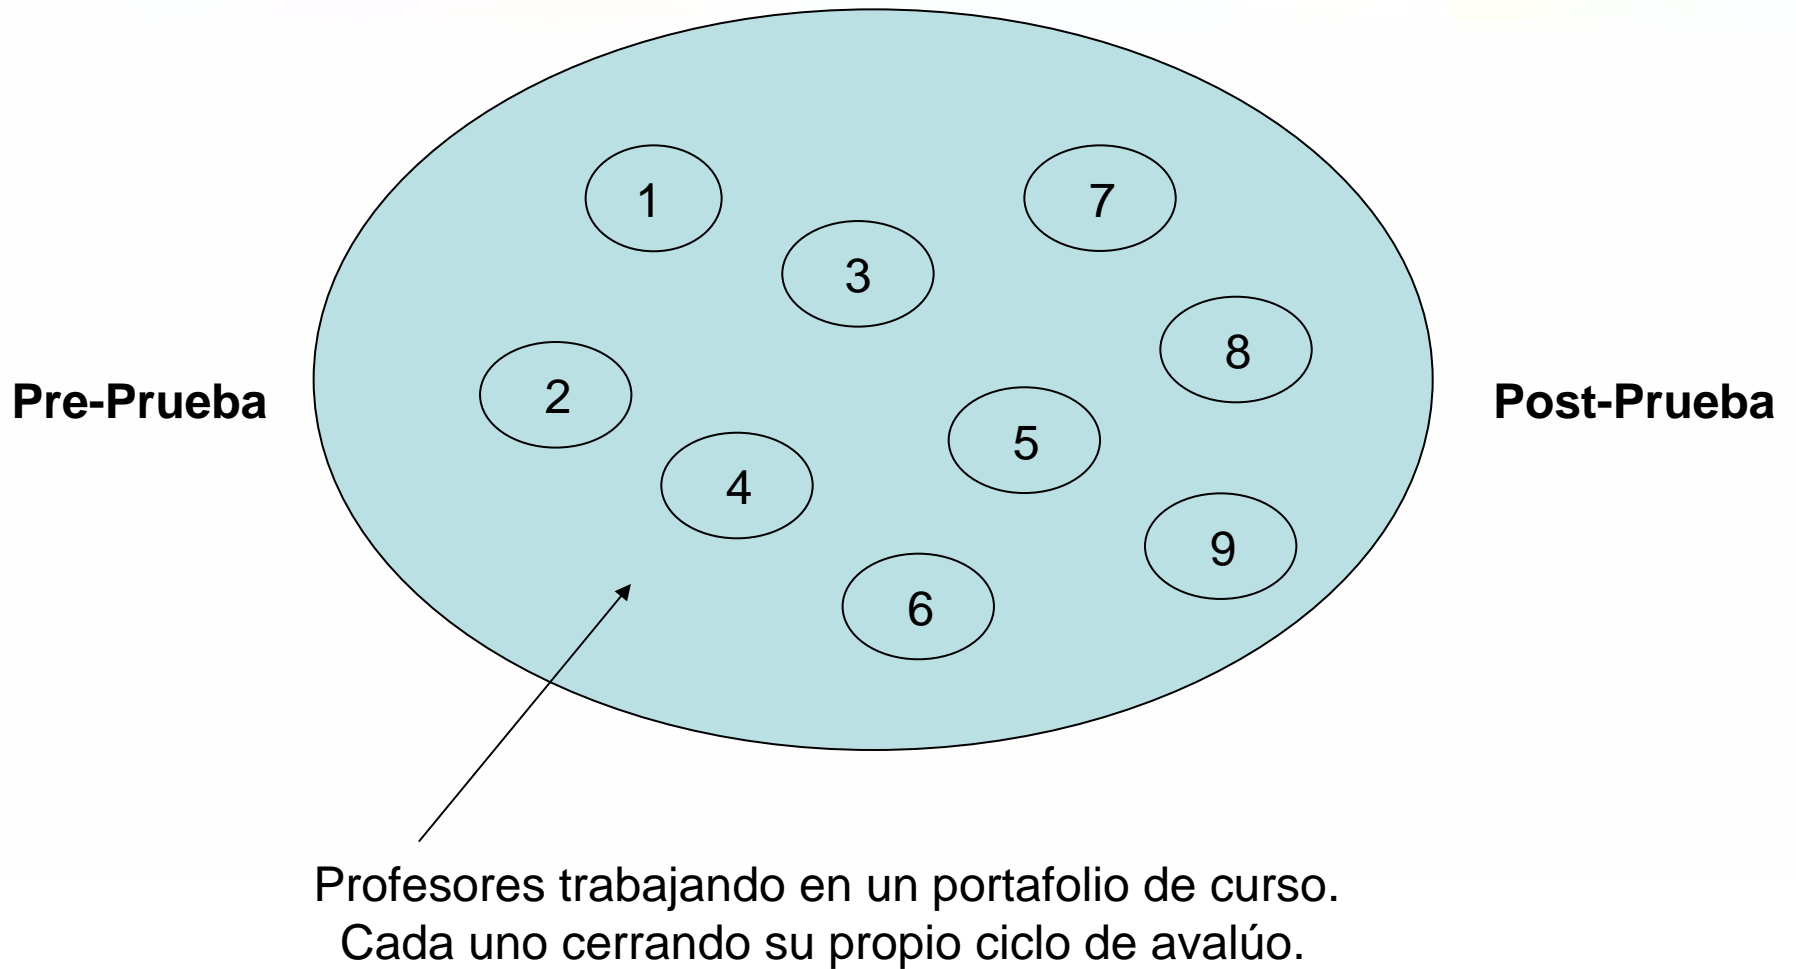 1
7
3
8
Pre-Prueba
2
Post-Prueba
5
4
9
6
Profesores trabajando en un portafolio de curso.
Cada uno cerrando su propio ciclo de avalúo.